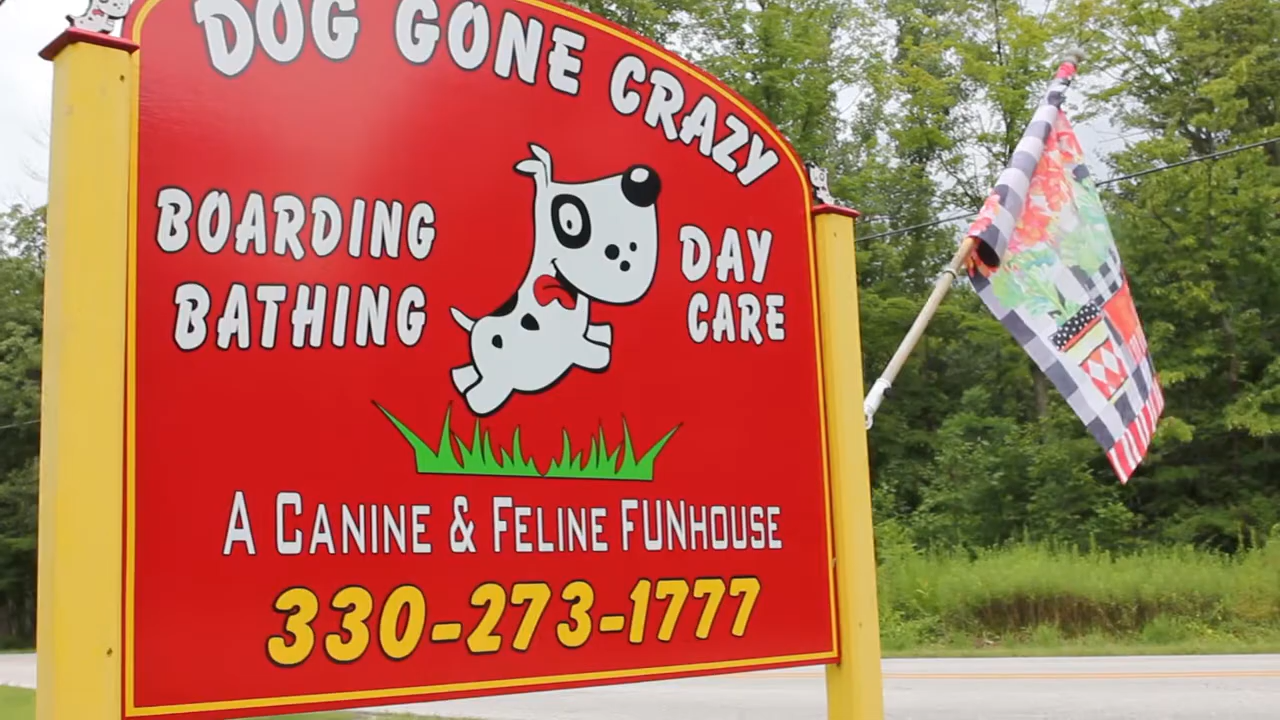 DOG GONE CRAZY
BOARDING
BATHING
DAY
CARE
A CANINE & FELINE FUNHOUSE
330-273-1777